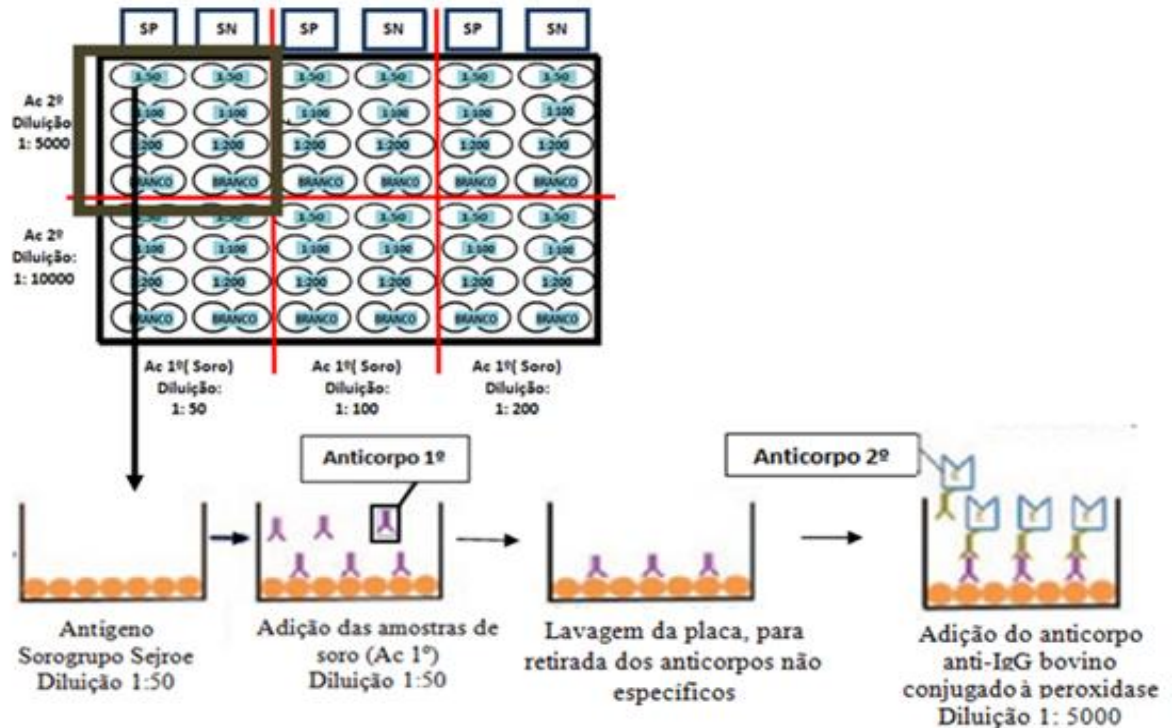 SP SN SP SN SP SN
Ac 2º
Diluição
1: 5000
1:50 1:50 1:50 1:50 1:50 1:50
1:100 1:100 1:100 1:100 1:100 1:100
1:200 1:200 1:200 1:200 1:200 1:200
BRANCO BRANCO BRANCO BRANCO BRANCO BRANCO
Ac 2º
Diluição:
1: 10000
1:50 1:50 1:50 1:50 1:50 1:50
1:100 1:100 1:100 1:100 1:100 1:100
1:200 1:200 1:200 1:200 1:200 1:200
BRANCO BRANCO BRANCO BRANCO BRANCO BRANCO
Ac 1º( Soro)
Diluição:
1: 50
Ac 1º( Soro)
Diluição:
1: 100
Ac 1º( Soro)
Diluição:
1: 200
Anticorpo 1º
Anticorpo 2º
Antígeno
Sorogrupo Sejroe
Diluição 1:50
Adição das amostras de
soro (Ac 1º)
Diluição 1:50
Lavagem da placa, para
retirada dos anticorpos não
específicos
Adição do anticorpo
anti-IgG bovino
conjugado à peroxidase
Diluição 1: 5000